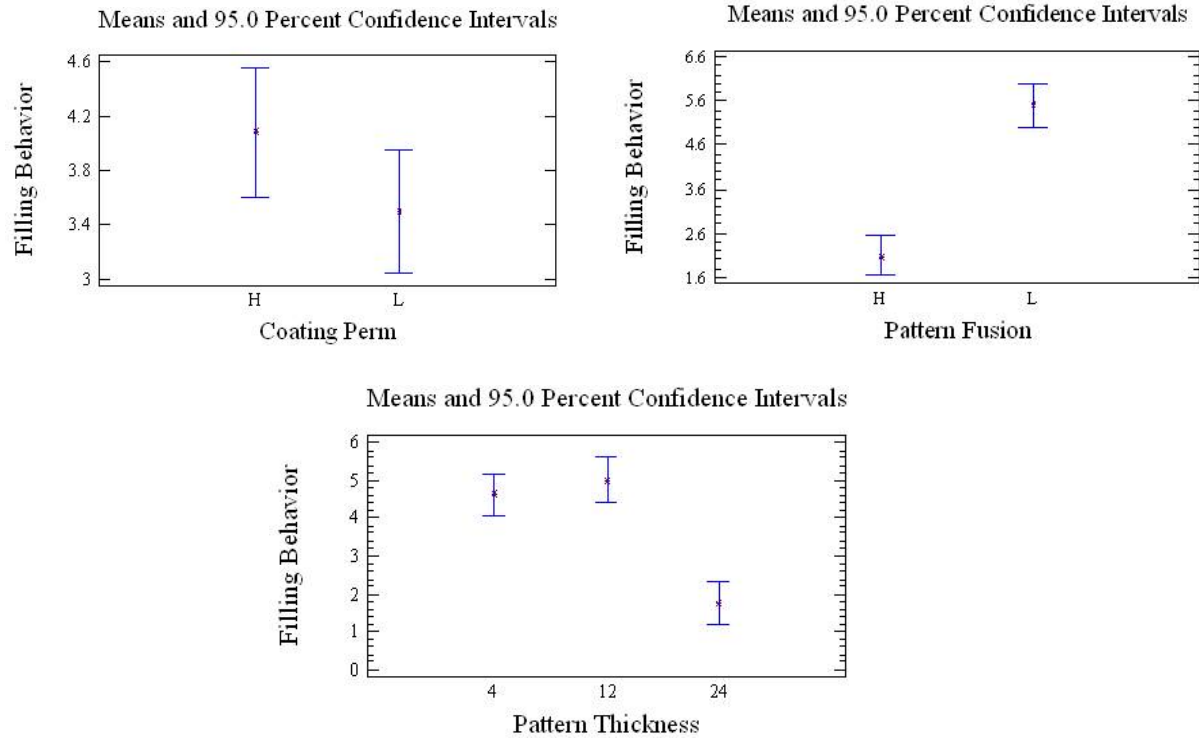 Means and 95.0 Percent Confidence Intervals
Filling Behavior
4.6
4.2
3.8
3.4
3
H L
Coating Perm
Means and 95.0 Percent Confidence Intervals
Filling Behavior
6.6
5.6
4.6
3.6
2.6
1.6
H L
Pattern Fusion
Means and 95.0 Percent Confidence Intervals
Filling Behavior
6
5
4
3
2
1
0
4 12 24
Pattern Thickness